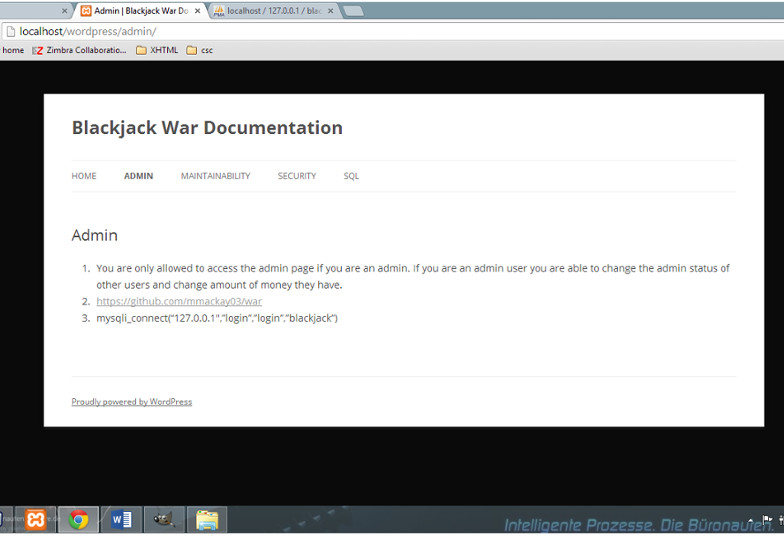 Admin | Blackjack War Do
localhost / 127.0.0.1 / blac
localhost/wordpress/admin/
home
Zimbra Collaboratio...
XHTML
csc
Blackjack War Documentation
HOME
ADMIN
MAINTAINABILITY
SECURITY
SQL
Admin
1. You are only allowed to access the admin page if you are an admin. If you are an admin user you are able to change the admin status of
other users and change amount of money they have.
2. https://github.com/mmackay03/war
3. mysqli_connect(“127.0.0.1″,”login”,”login”,”blackjack”)
Proudly powered by WordPress
Intelligente Prozesse. Die Büronauten.